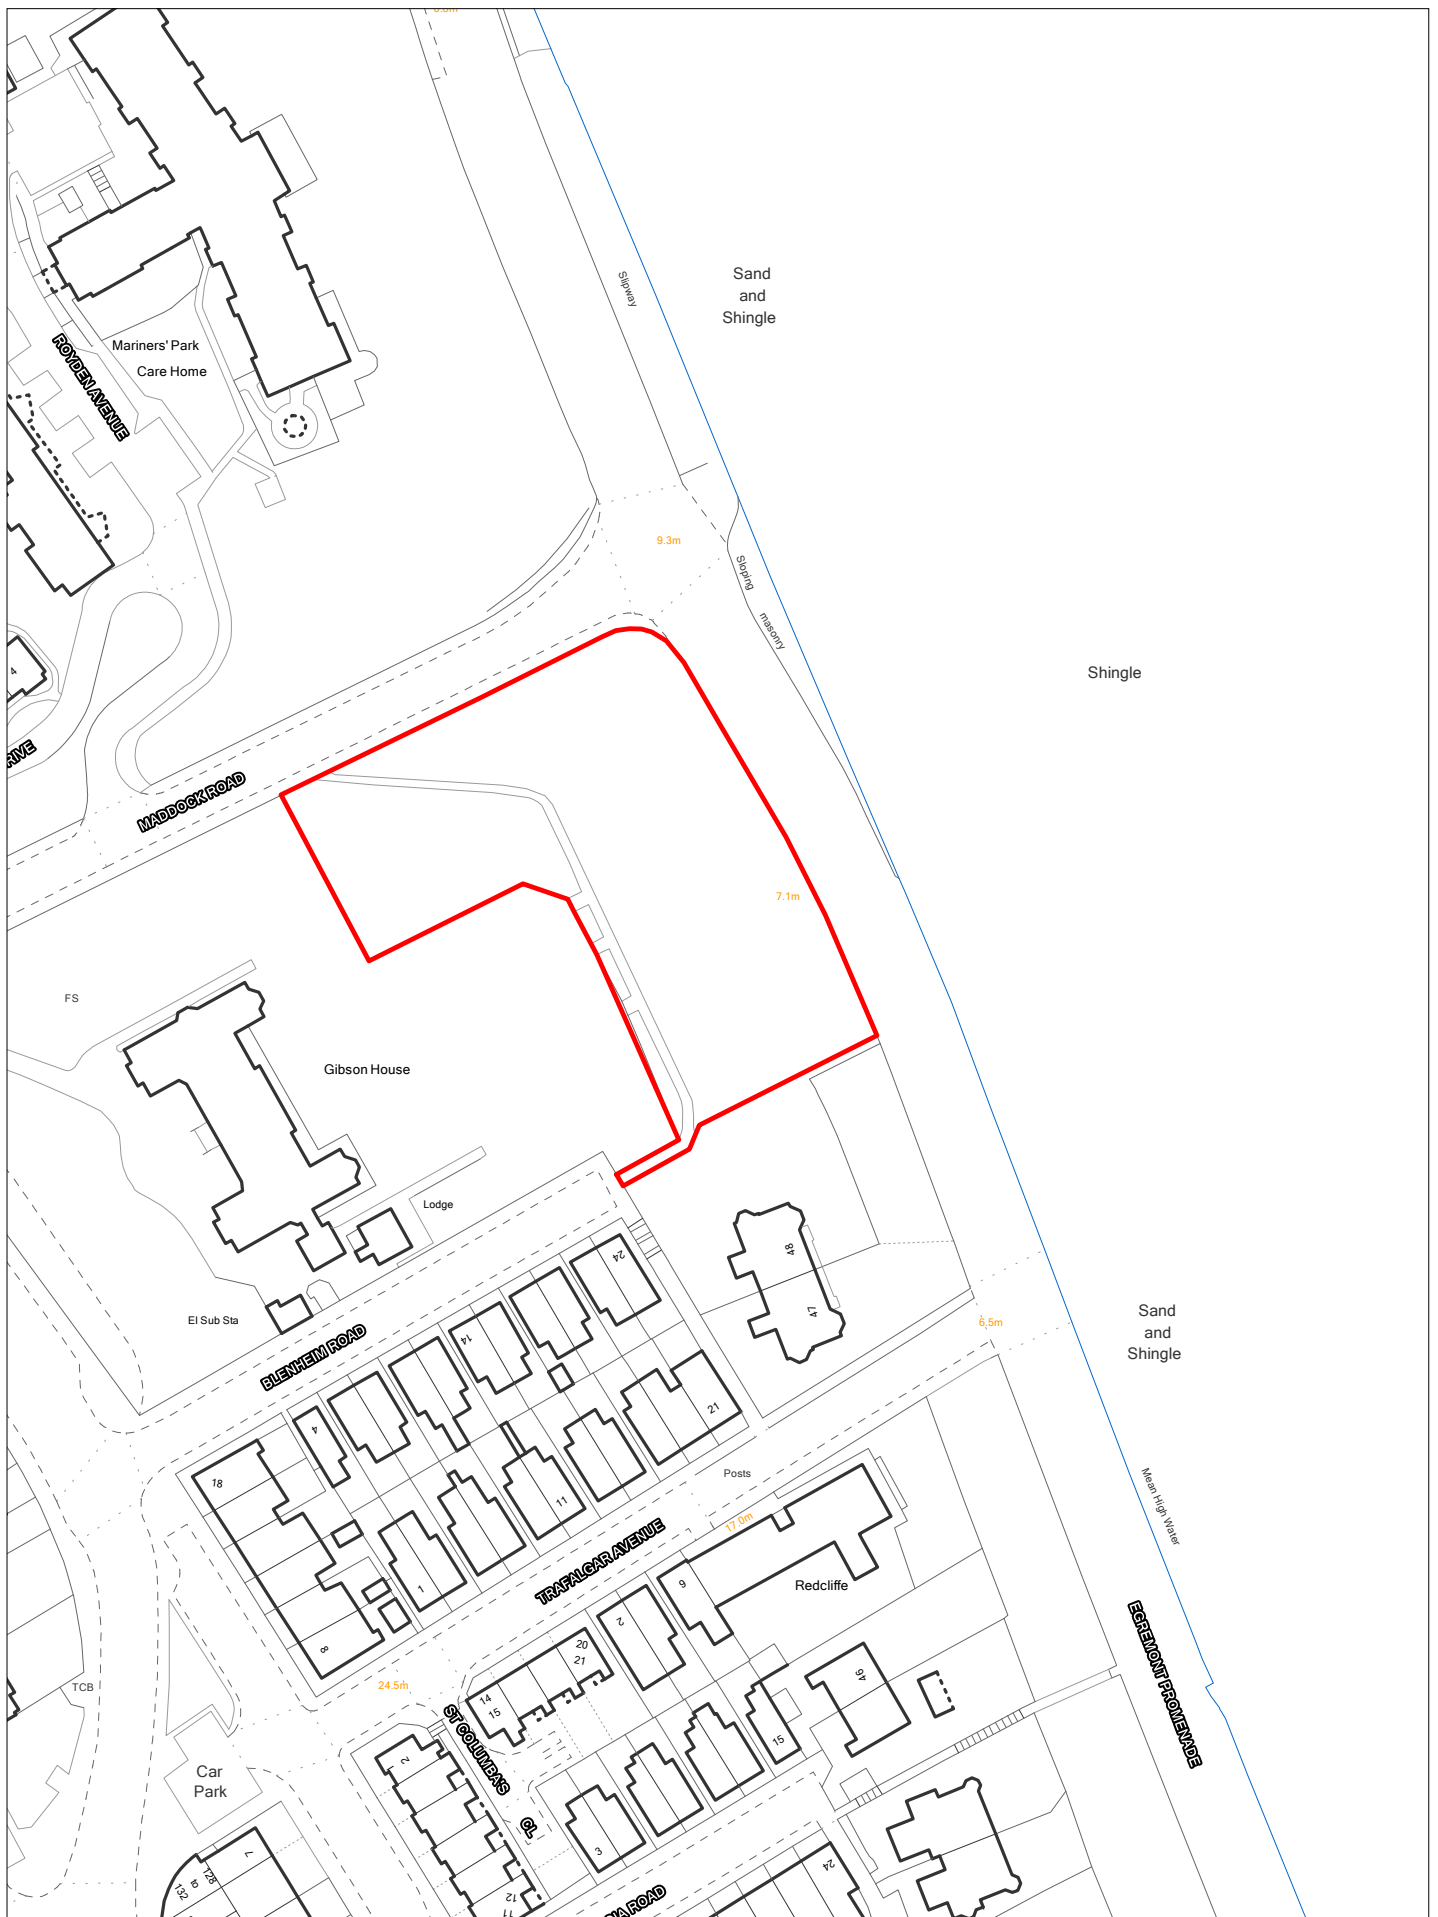 Sand
and
Shingle
Slipway
Mariners' Park
Care Home
ROYDEN AVENUE
9.3m
Sloping
masonry
Shingle
4
MADDOCK ROAD
7.1m
FS
Gibson House
Lodge
El Sub Sta
BLENHEIM ROAD
24
48
47
14
4
18
21
11
1
8
6.5m
Sand
and
Shingle
Posts
17.0m
TRAFALGAR AVENUE
Mean High Water
Redcliffe
9
2
20
21
14
15
46
15
EGREMONT PROMENADE
24.5m
TCB
ST COLUMBA'S
CL
2
3
Car
Park
7
128
to
132
12
11
24